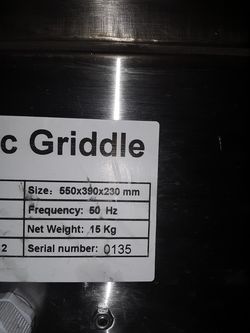 c Griddle
Size: 550x390x230 mm
Frequency: 50 Hz
Net Weight: 15 Kg
2 Serial number: 0135